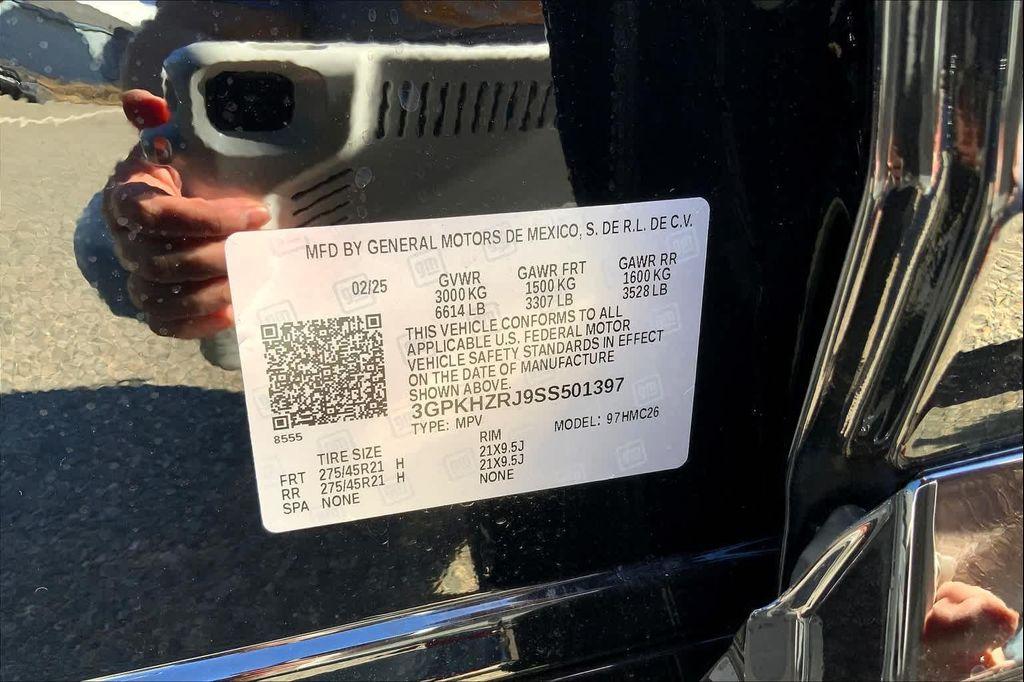 MFD BY GENERAL MOTORS DE MEXICO, S. DE R.L. DE C.V.
02/25 GVWR GAWR FRT GAWR RR
3000 KG 1500 KG 1600 KG
6614 LB 3307 LB 3528 LB
THIS VEHICLE CONFORMS TO ALL
APPLICABLE U.S. FEDERAL MOTOR
VEHICLE SAFETY STANDARDS IN EFFECT
ON THE DATE OF MANUFACTURE
SHOWN ABOVE.
3GPKHZRJ9SS501397
TYPE: MPV MODEL: 97HMC26
8555
TIRE SIZE RIM
FRT 275/45R21 H 21X9.5J
RR 275/45R21 H 21X9.5J
SPA NONE NONE